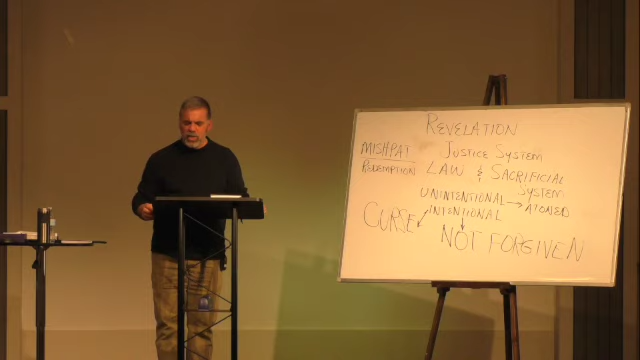 REVELATION
MISHPAT JUSTICE SYSTEM
REDEMPTION LAW & SACRIFICIAL
SYSTEM
UNINTENTIONAL → ATONED
INTENTIONAL
CURSE
NOT FORGIVEN